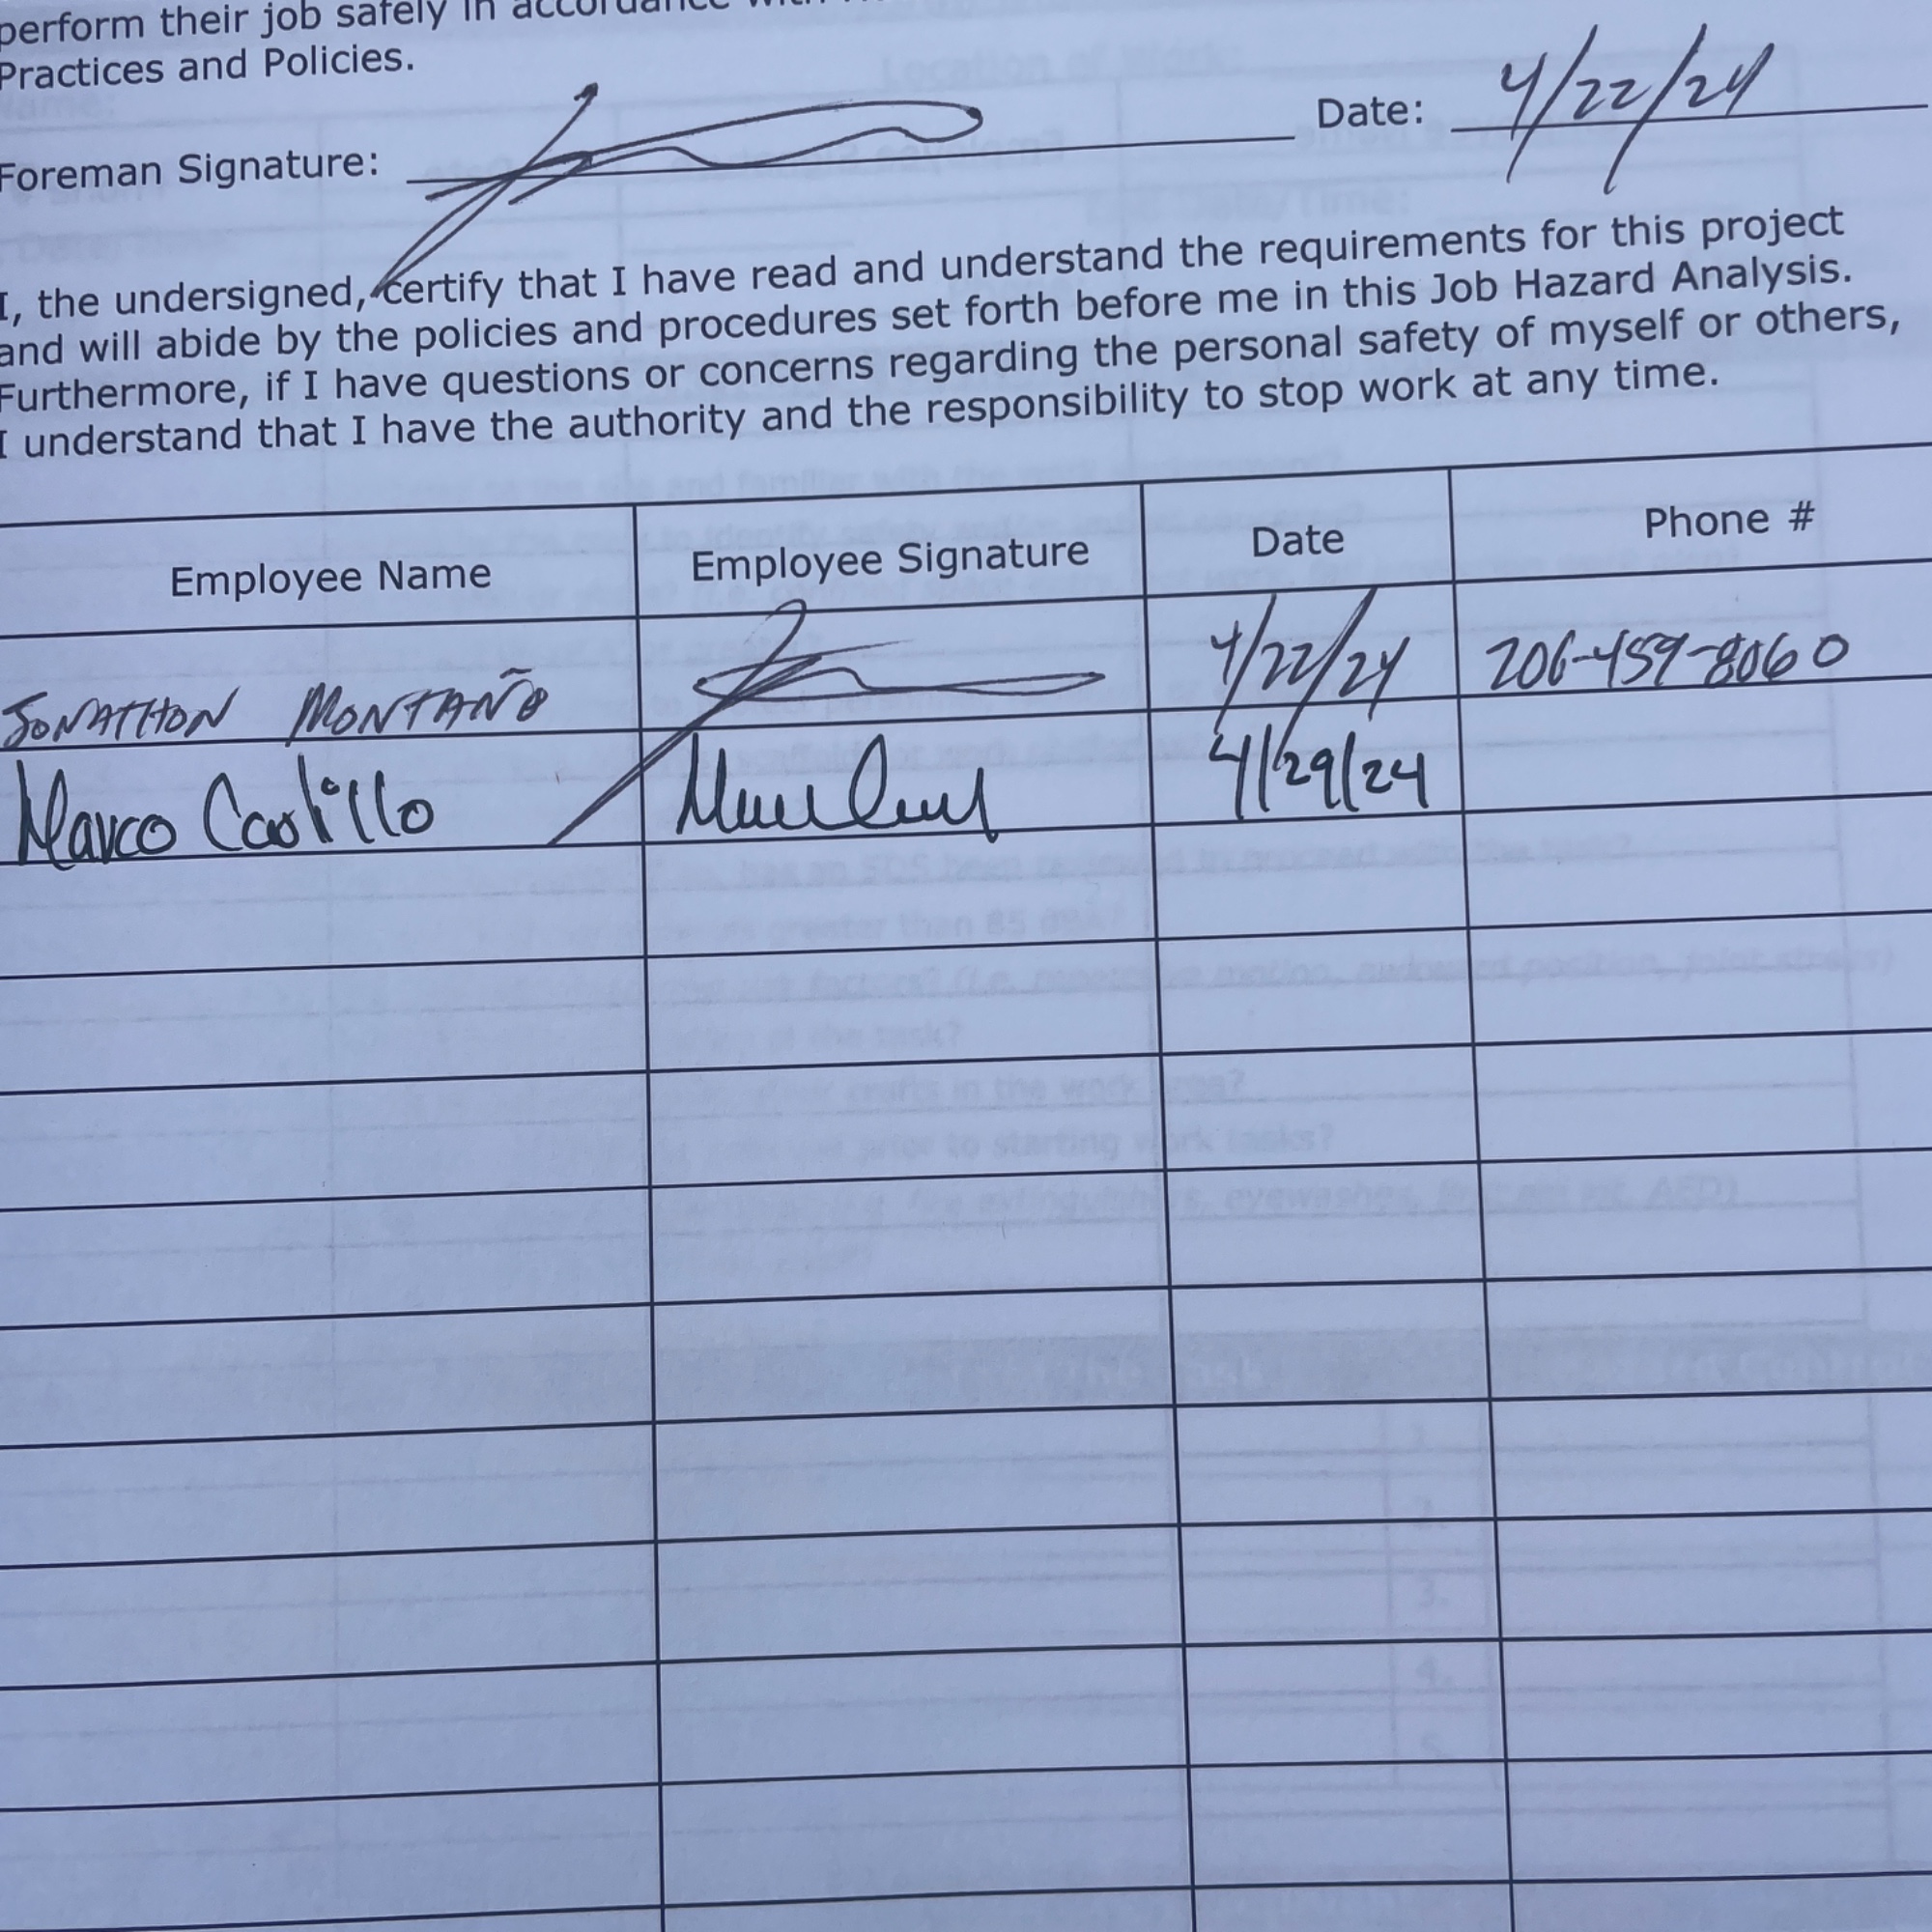 perform their job safely in accordance with
Practices and Policies.
Foreman Signature: Date: 4/22/24
I, the undersigned, certify that I have read and understand the requirements for this project
and will abide by the policies and procedures set forth before me in this Job Hazard Analysis.
Furthermore, if I have questions or concerns regarding the personal safety of myself or others,
I understand that I have the authority and the responsibility to stop work at any time.
Employee Name Employee Signature Date Phone #
JONATHON MONTAÑO 4/22/24 206-459-8060
Marco Castillo 4/29/24